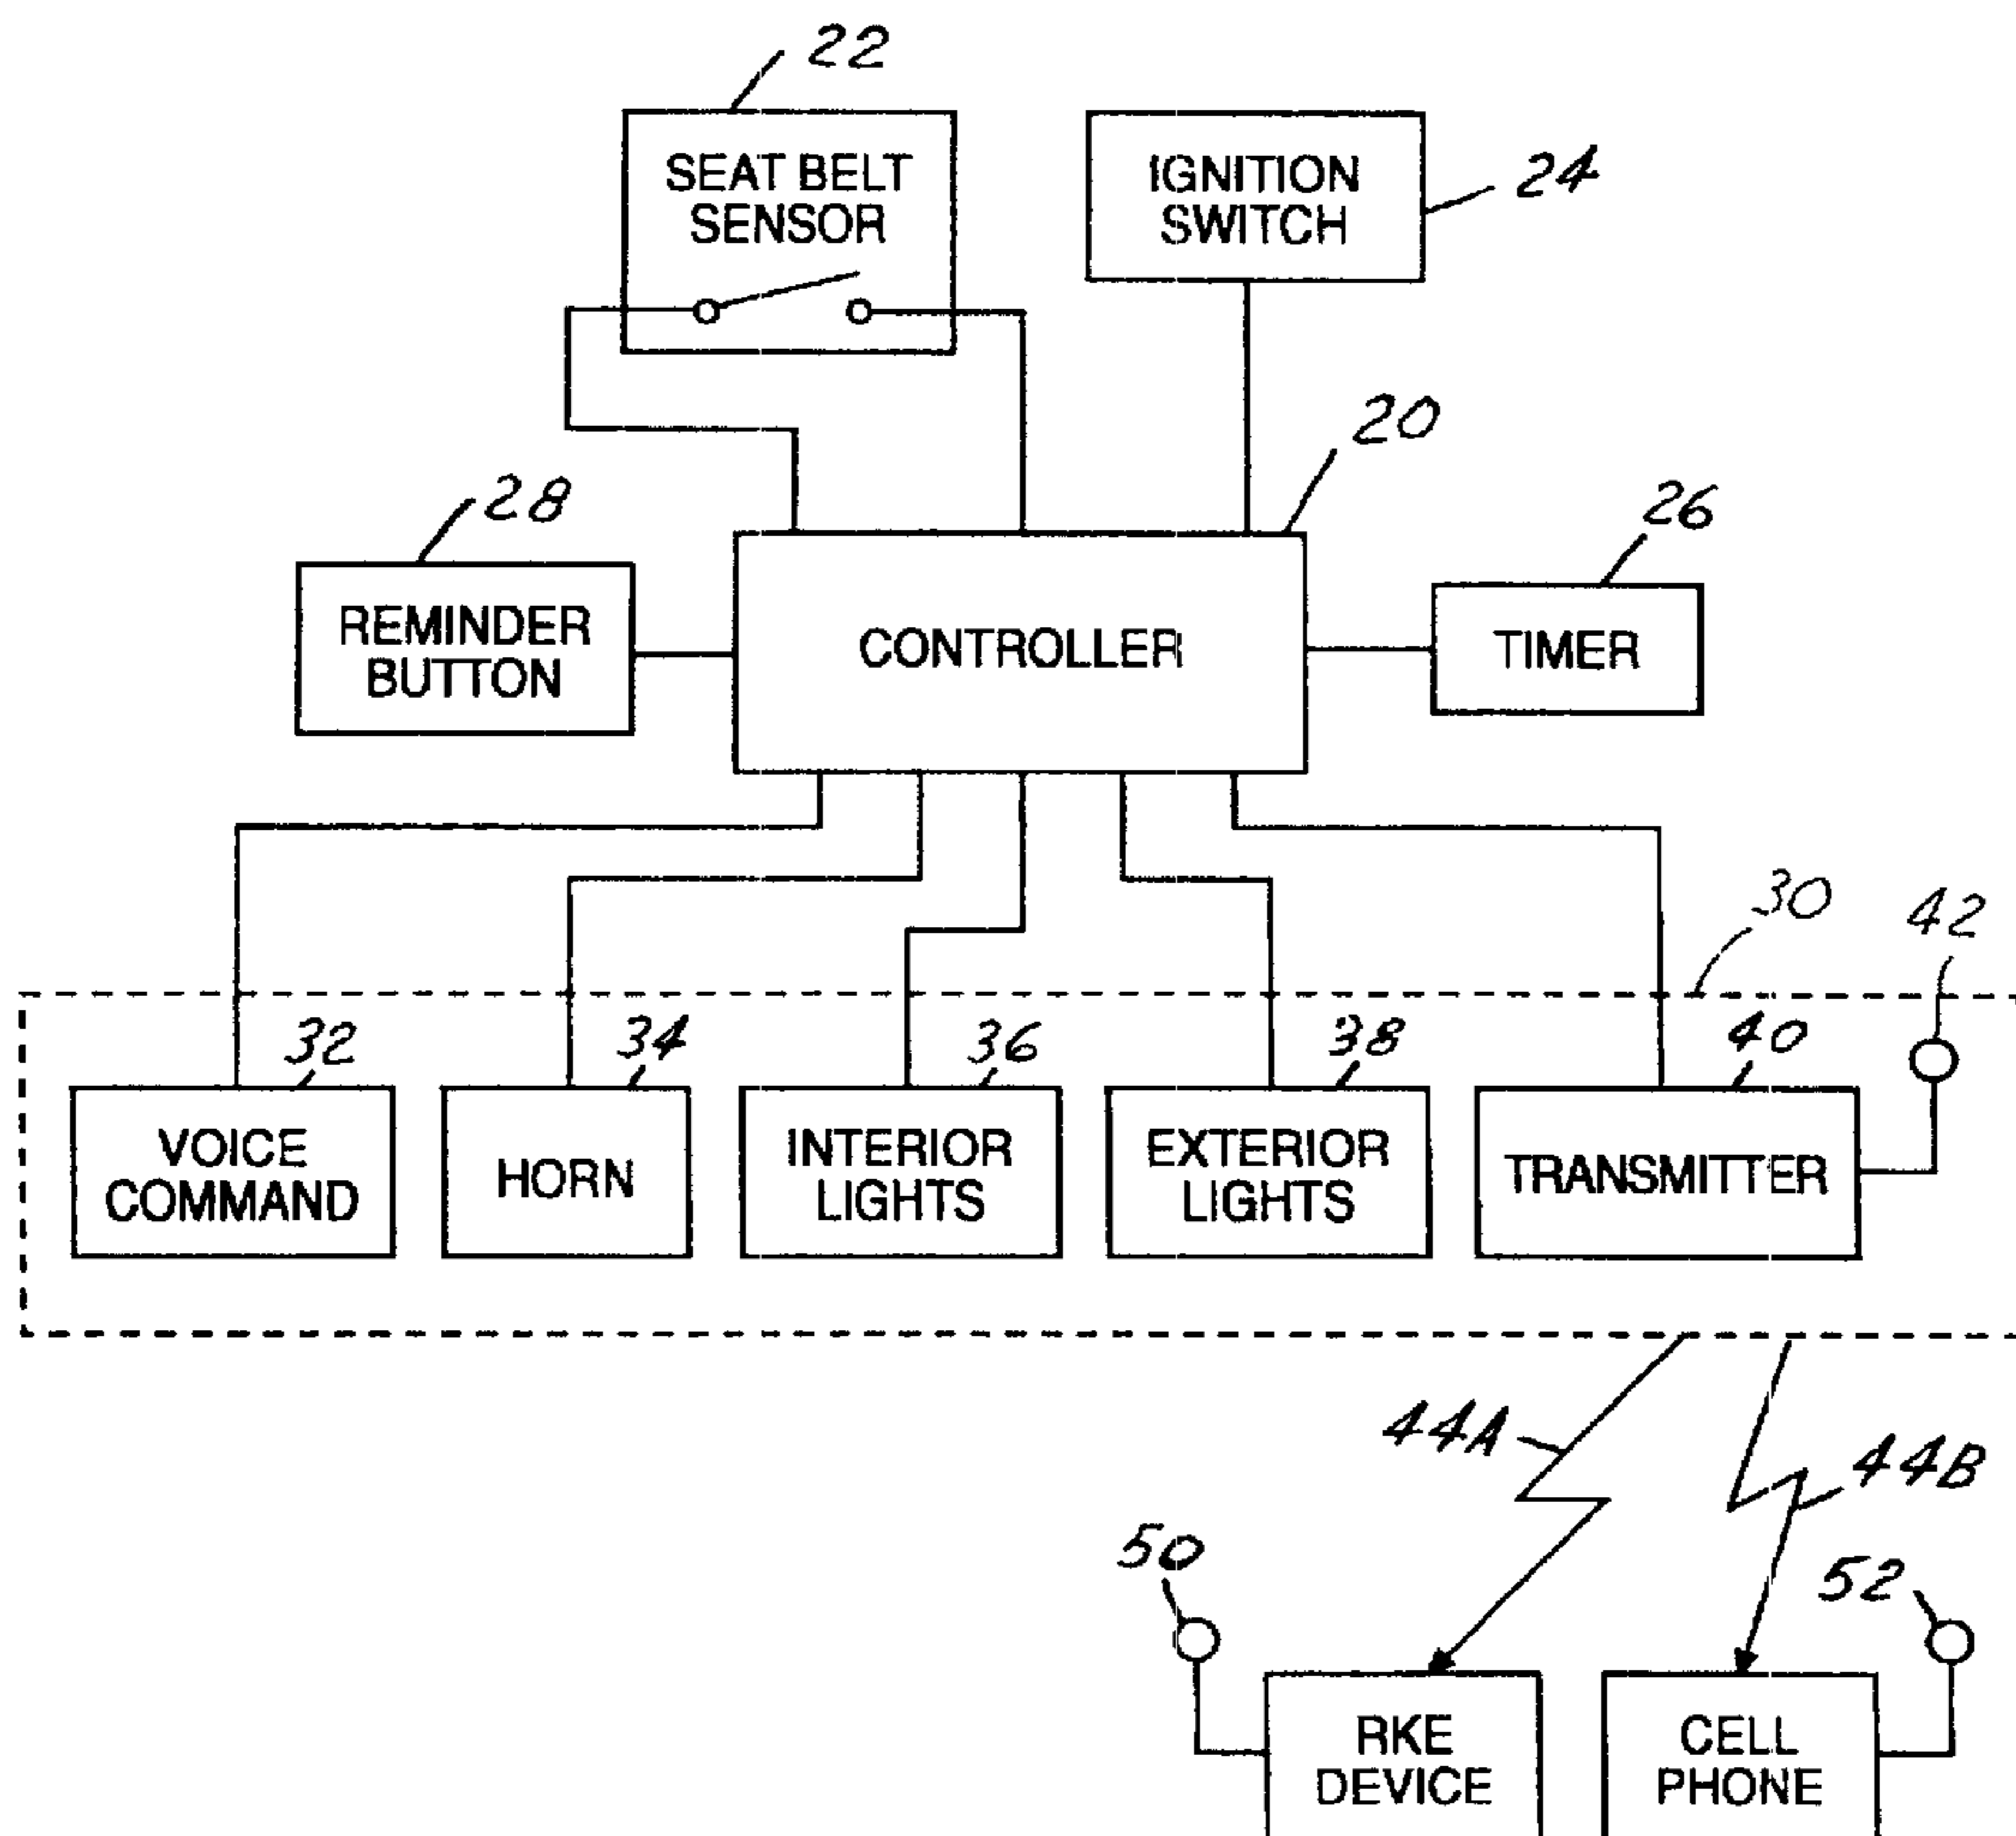 22
SEAT BELT
SENSOR
IGNITION
SWITCH
24
20
28
26
REMINDER
BUTTON
CONTROLLER
TIMER
30
42
32
34
36
38
40
VOICE
COMMAND
HORN
INTERIOR
LIGHTS
EXTERIOR
LIGHTS
TRANSMITTER
44A
44B
50
52
RKE
DEVICE
CELL
PHONE